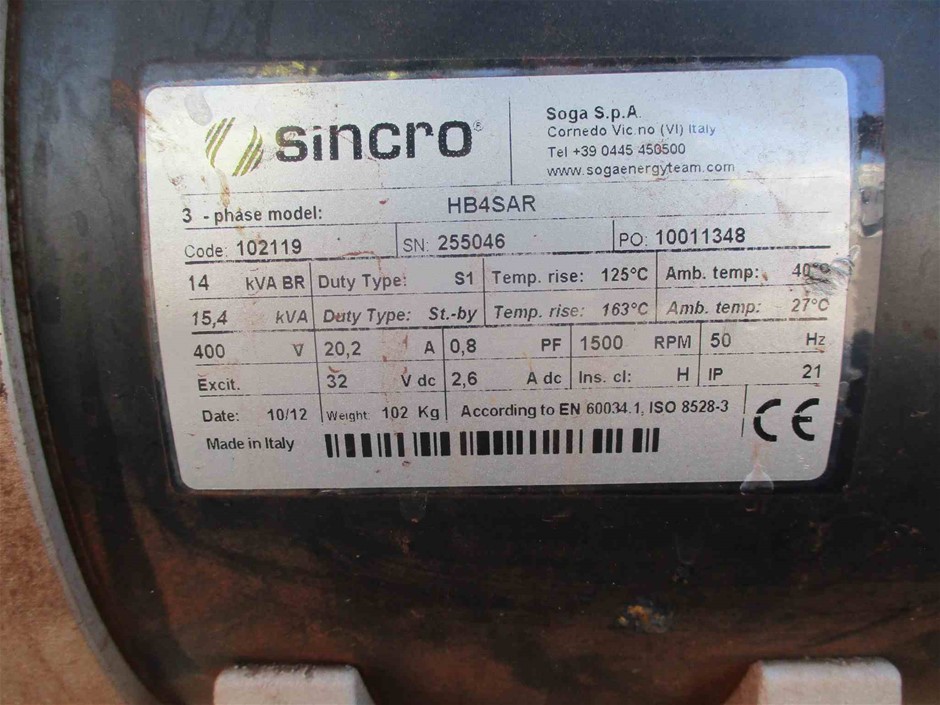 sincro®
Soga S.p.A.
Cornedo Vic.no (VI) Italy
Tel +39 0445 450500
www.sogaenergyteam.com
3 - phase model: HB4SAR
Code: 102119 SN: 255046 PO: 10011348
14 kVA BR Duty Type: S1 Temp. rise: 125°C Amb. temp: 40°C
15,4 kVA Duty Type: St.-by Temp. rise: 163°C Amb. temp: 27°C
400 V 20,2 A 0,8 PF 1500 RPM 50 Hz
Excit. 32 V dc 2,6 A dc Ins. cl: H IP 21
Date: 10/12 Weight: 102 Kg According to EN 60034.1, ISO 8528-3 CE
Made in Italy